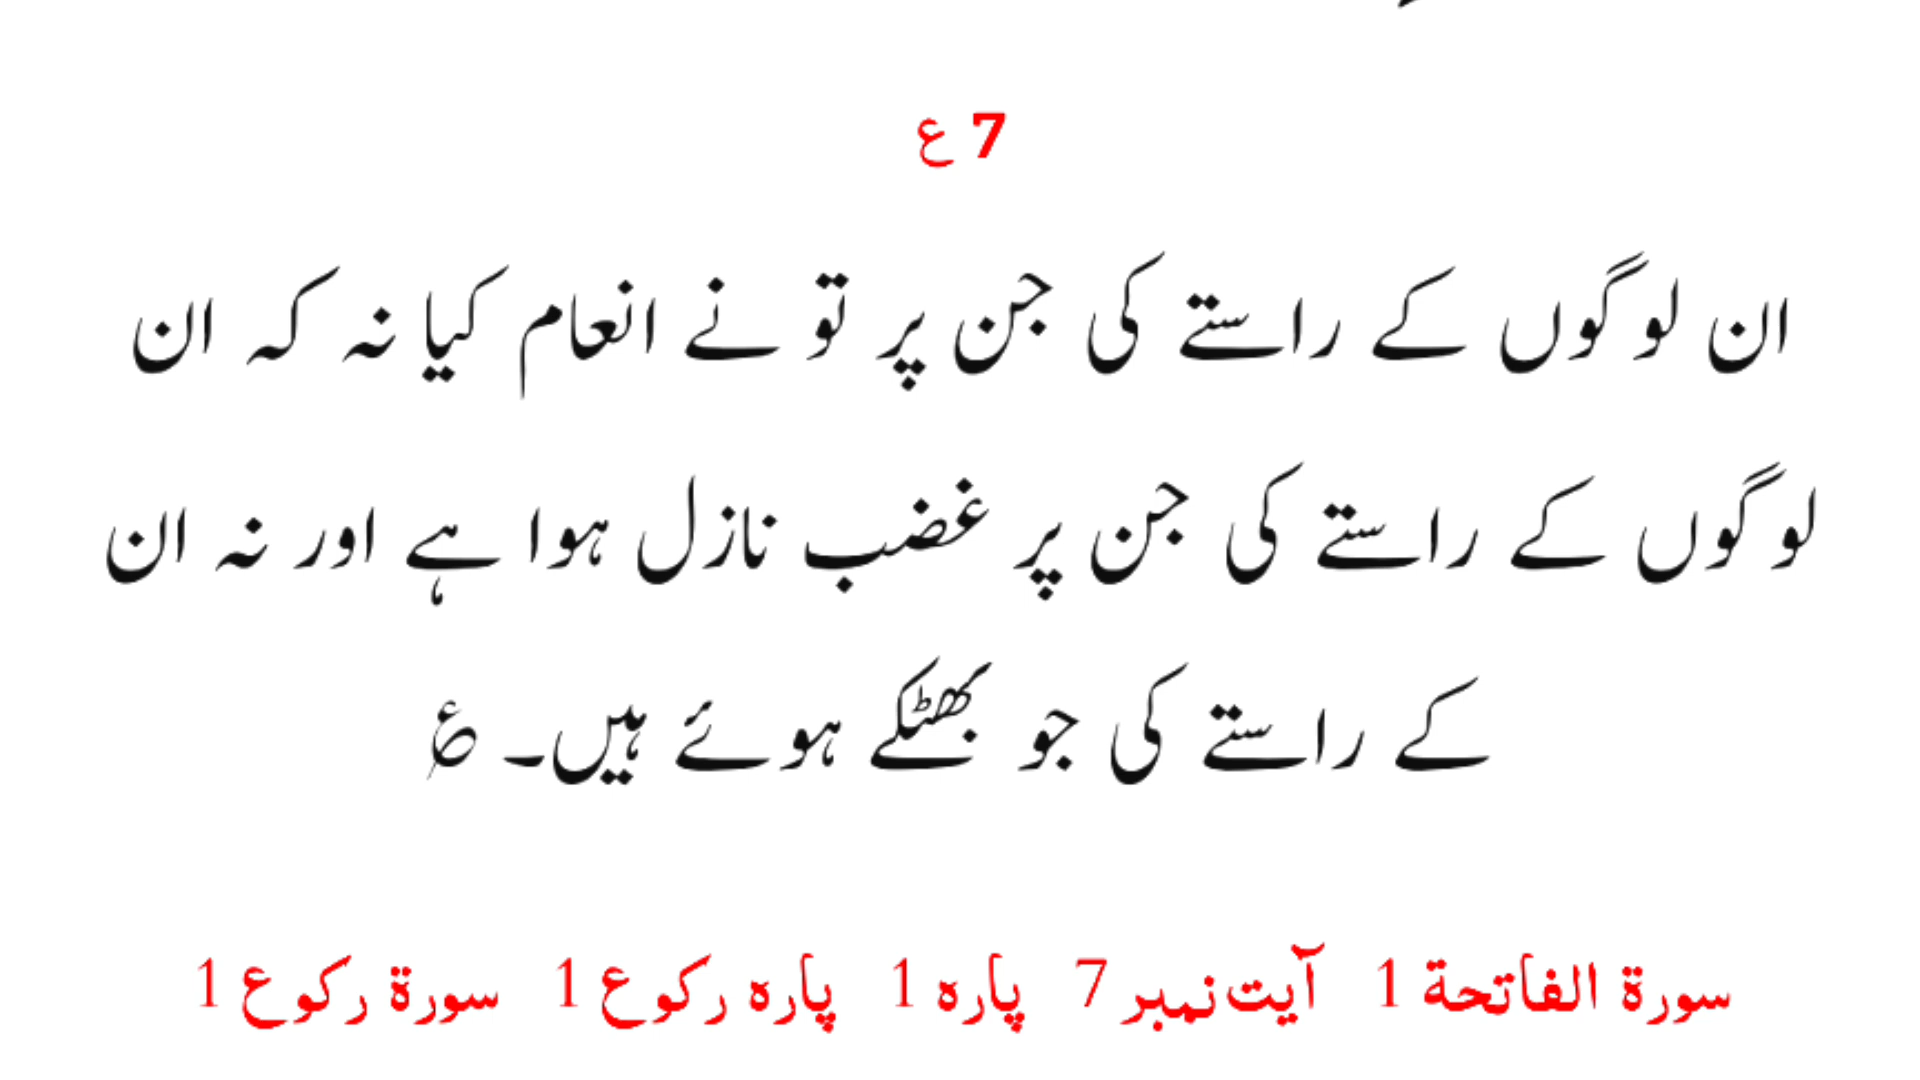 7 ع
ان لوگوں کے راستے کی جن پر تو نے انعام کیا نہ کہ ان
لوگوں کے راستے کی جن پر غضب نازل ہوا ہے اور نہ ان
کے راستے کی جو بھٹکے ہوئے ہیں۔ ؏
سورۃ الفاتحة 1 آیت نمبر 7 پارہ 1 پارہ رکوع 1 سورۃ رکوع 1